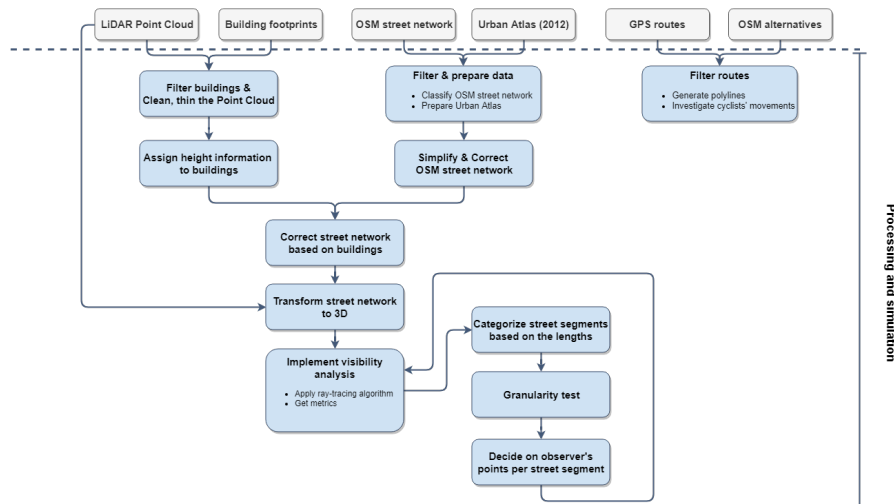 LiDAR Point Cloud
Building footprints
OSM street network
Urban Atlas (2012)
GPS routes
OSM alternatives
Filter buildings &
Clean, thin the Point Cloud
Filter & prepare data
Classify OSM street network
Prepare Urban Atlas
Filter routes
Generate polylines
Investigate cyclists' movements
Assign height information
to buildings
Simplify & Correct
OSM street network
Correct street network
based on buildings
Transform street network
to 3D
Implement visibility
analysis
Apply ray-tracing algorithm
Get metrics
Categorize street segments
based on the lengths
Granularity test
Decide on observer's
points per street segment
Processing and simulation